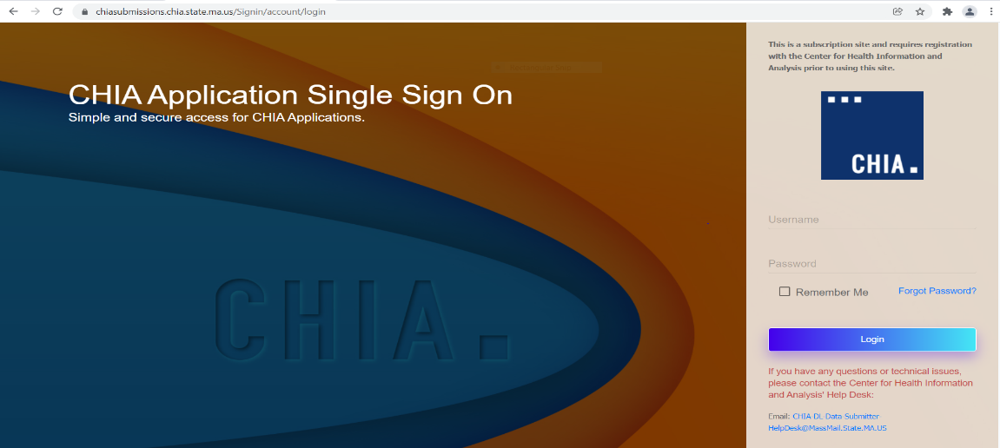 chiasubmissions.chia.state.ma.us/Signin/account/login
CHIA Application Single Sign On
Simple and secure access for CHIA Applications.
CHIA.
This is a subscription site and requires registration
with the Center for Health Information and
Analysis prior to using this site.
CHIA.
Username
Password
Remember Me
Forgot Password?
Login
If you have any questions or technical issues,
please contact the Center for Health Information
and Analysis' Help Desk:
Email: CHIA-DL-Data-Submitter-
HelpDesk@MassMail.State.MA.US